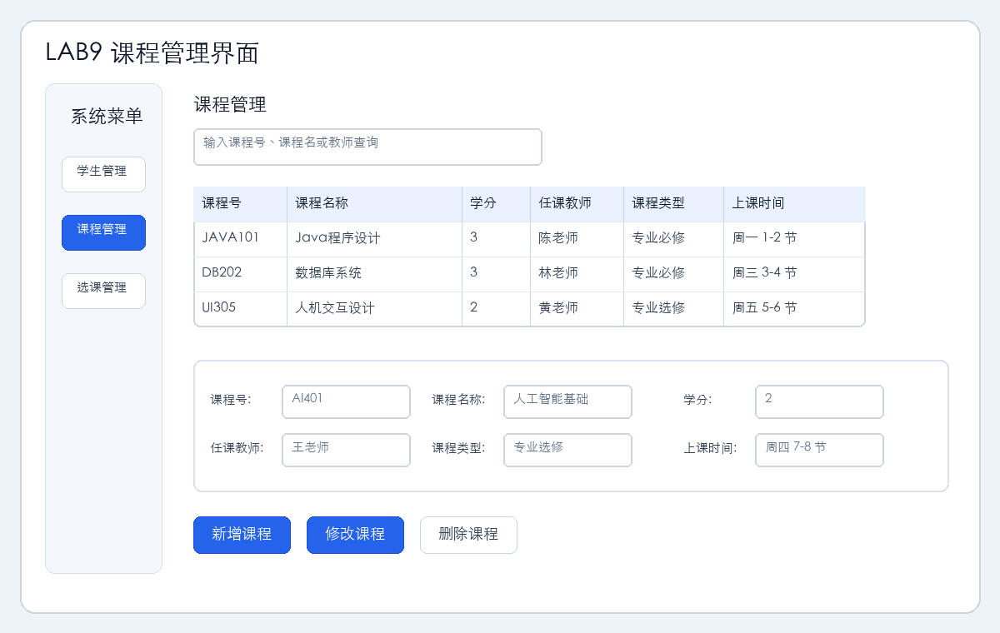 LAB9 课程管理界面
系统菜单
学生管理
课程管理
选课管理
课程管理
输入课程号、课程名或教师查询
课程号 课程名称 学分 任课教师 课程类型 上课时间
JAVA101 Java程序设计 3 陈老师 专业必修 周一 1-2 节
DB202 数据库系统 3 林老师 专业必修 周三 3-4 节
UI305 人机交互设计 2 黄老师 专业选修 周五 5-6 节
课程号: AI401 课程名称: 人工智能基础 学分: 2
任课教师: 王老师 课程类型: 专业选修 上课时间: 周四 7-8 节
新增课程 修改课程 删除课程